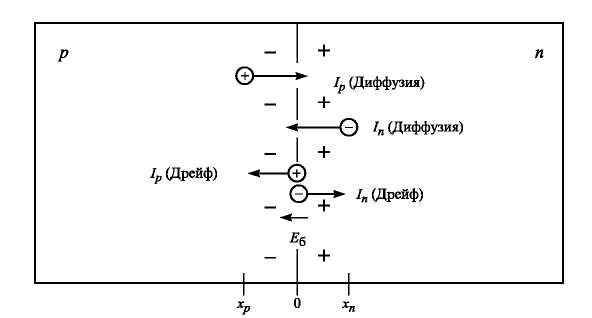 p n
− +
+ I_p (Диффузия)
− +
− I_n (Диффузия)
− +
I_p (Дрейф) +
− I_n (Дрейф)
− +
E_б
− +
x_p 0 x_n